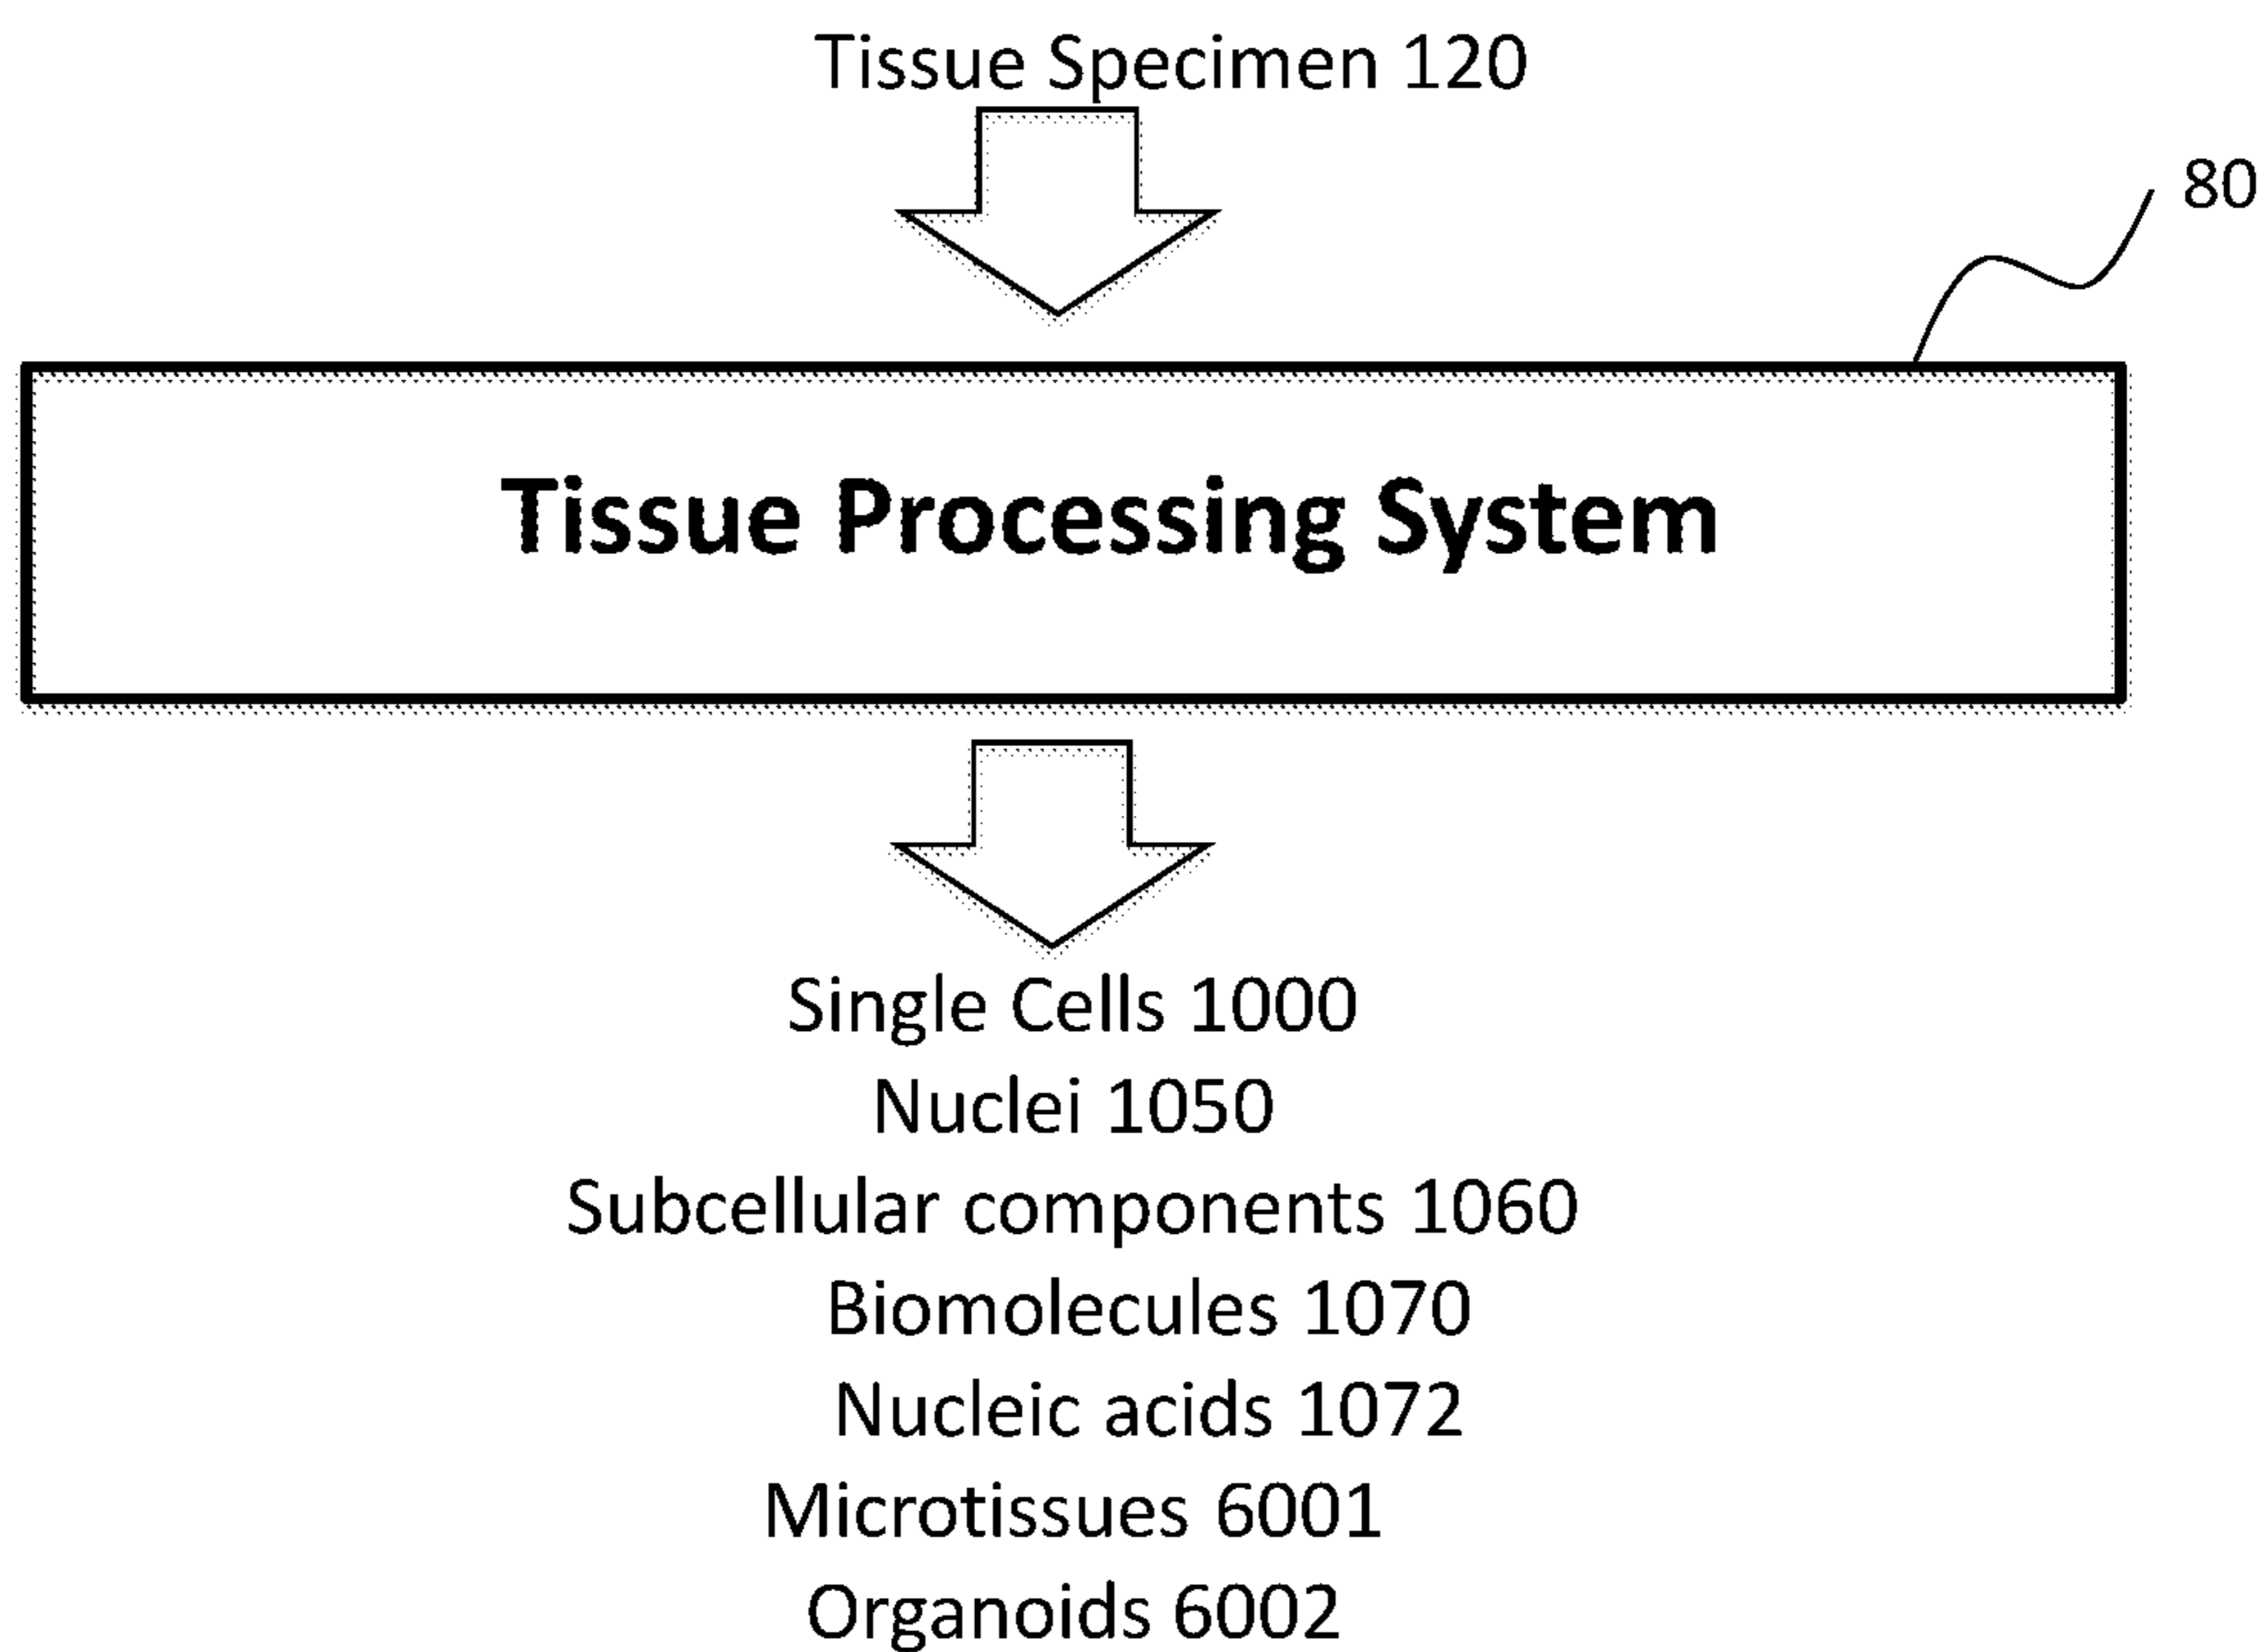 Tissue Specimen 120
80
Tissue Processing System
Single Cells 1000
Nuclei 1050
Subcellular components 1060
Biomolecules 1070
Nucleic acids 1072
Microtissues 6001
Organoids 6002